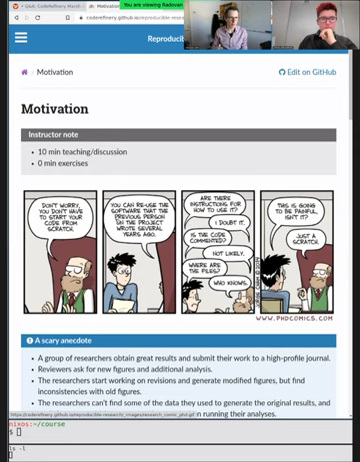 CodeRefinery March
Motivation
You are viewing Radovan
coderefinery.github.io/reproducible-resea
Reproducib
Motivation
Edit on GitHub
Motivation
Instructor note
10 min teaching/discussion
0 min exercises
DON'T WORRY, YOU DON'T HAVE TO START YOUR CODE FROM SCRATCH.
YOU CAN RE-USE THE SOFTWARE THAT THE PREVIOUS PERSON ON THE PROJECT WROTE SEVERAL YEARS AGO.
ARE THERE INSTRUCTIONS FOR HOW TO USE IT?
I DOUBT IT.
IS THE CODE COMMENTED?
NOT LIKELY.
WHERE ARE THE FILES?
WHO KNOWS.
THIS IS GOING TO BE PAINFUL, ISN'T IT?
JUST A SCRATCH.
WWW.PHDCOMICS.COM
A scary anecdote
A group of researchers obtain great results and submit their work to a high-profile journal.
Reviewers ask for new figures and additional analysis.
The researchers start working on revisions and generate modified figures, but find
inconsistencies with old figures.
The researchers can't find some of the data they used to generate the original results, and
https://coderefinery.github.io/reproducible-research/_images/research_comic_phd.gif
n running their analyses.
nixos:~/course
$
ls -l